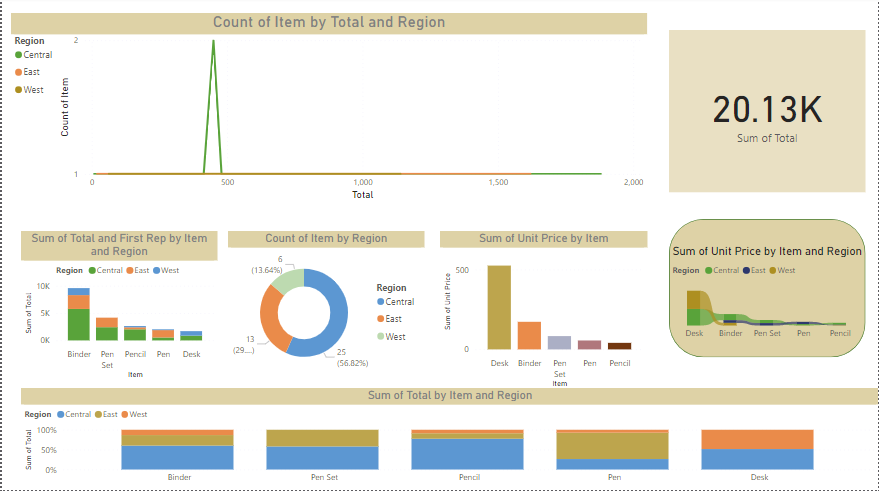 Count of Item by Total and Region
Region
Central
East
West
Count of Item
2
1
0
500
1,000
1,500
2,000
Total
20.13K
Sum of Total
Sum of Total and First Rep by Item
and Region
Region Central East West
Sum of Total
10K
5K
0K
Binder Pen Set Pencil Pen Desk
Item
Count of Item by Region
6
(13.64%)
13
(29....)
25
(56.82%)
Region
Central
East
West
Sum of Unit Price by Item
Sum of Unit Price
500
0
Desk Binder Pen Set Pen Pencil
Item
Sum of Unit Price by Item and Region
Region Central East West
Desk Binder Pen Set Pen Pencil
Sum of Total by Item and Region
Region Central East West
Sum of Total
100%
50%
0%
Binder Pen Set Pencil Pen Desk